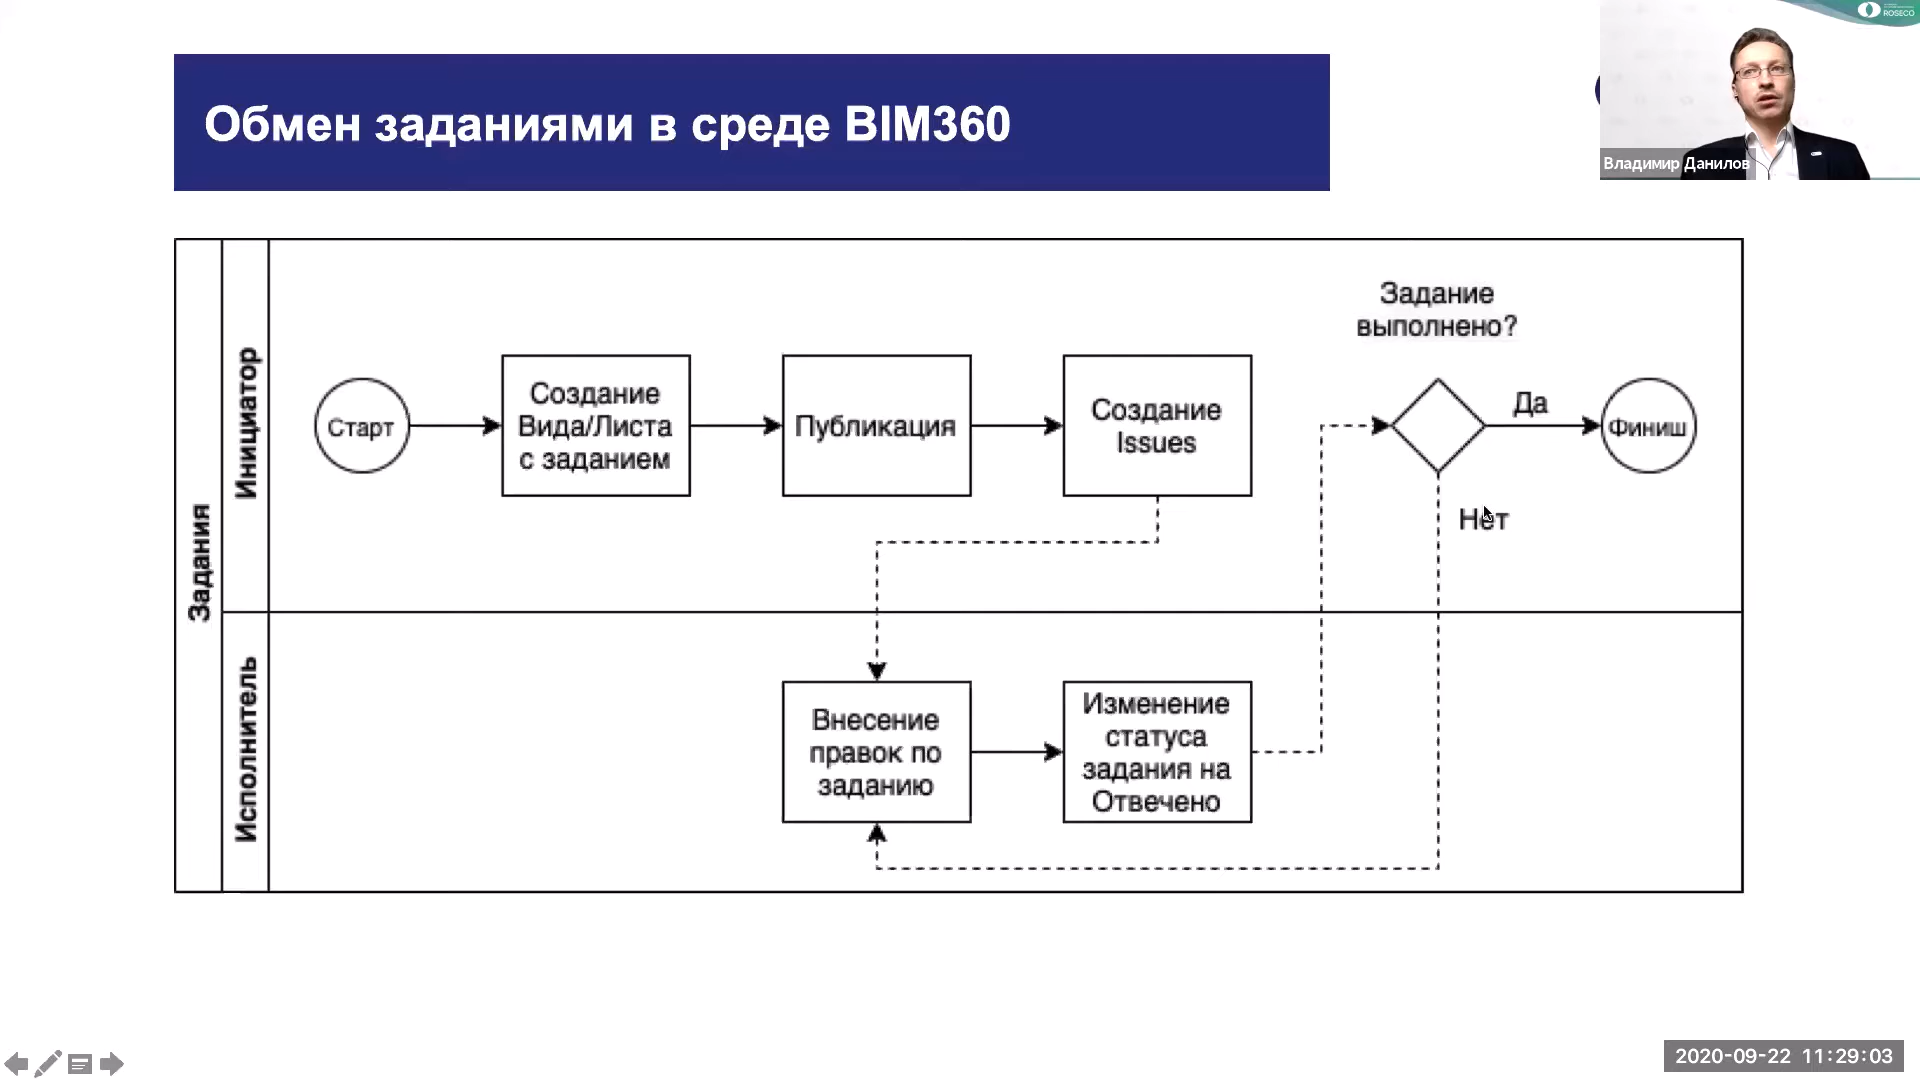 ROSECO
Владимир Данилов
Обмен заданиями в среде BIM360
Задания
Инициатор
Старт
Создание
Вида/Листа
с заданием
Публикация
Создание
Issues
Задание
выполнено?
Да
Финиш
Нет
Исполнитель
Внесение
правок по
заданию
Изменение
статуса
задания на
Отвечено
2020-09-22 11:29:03